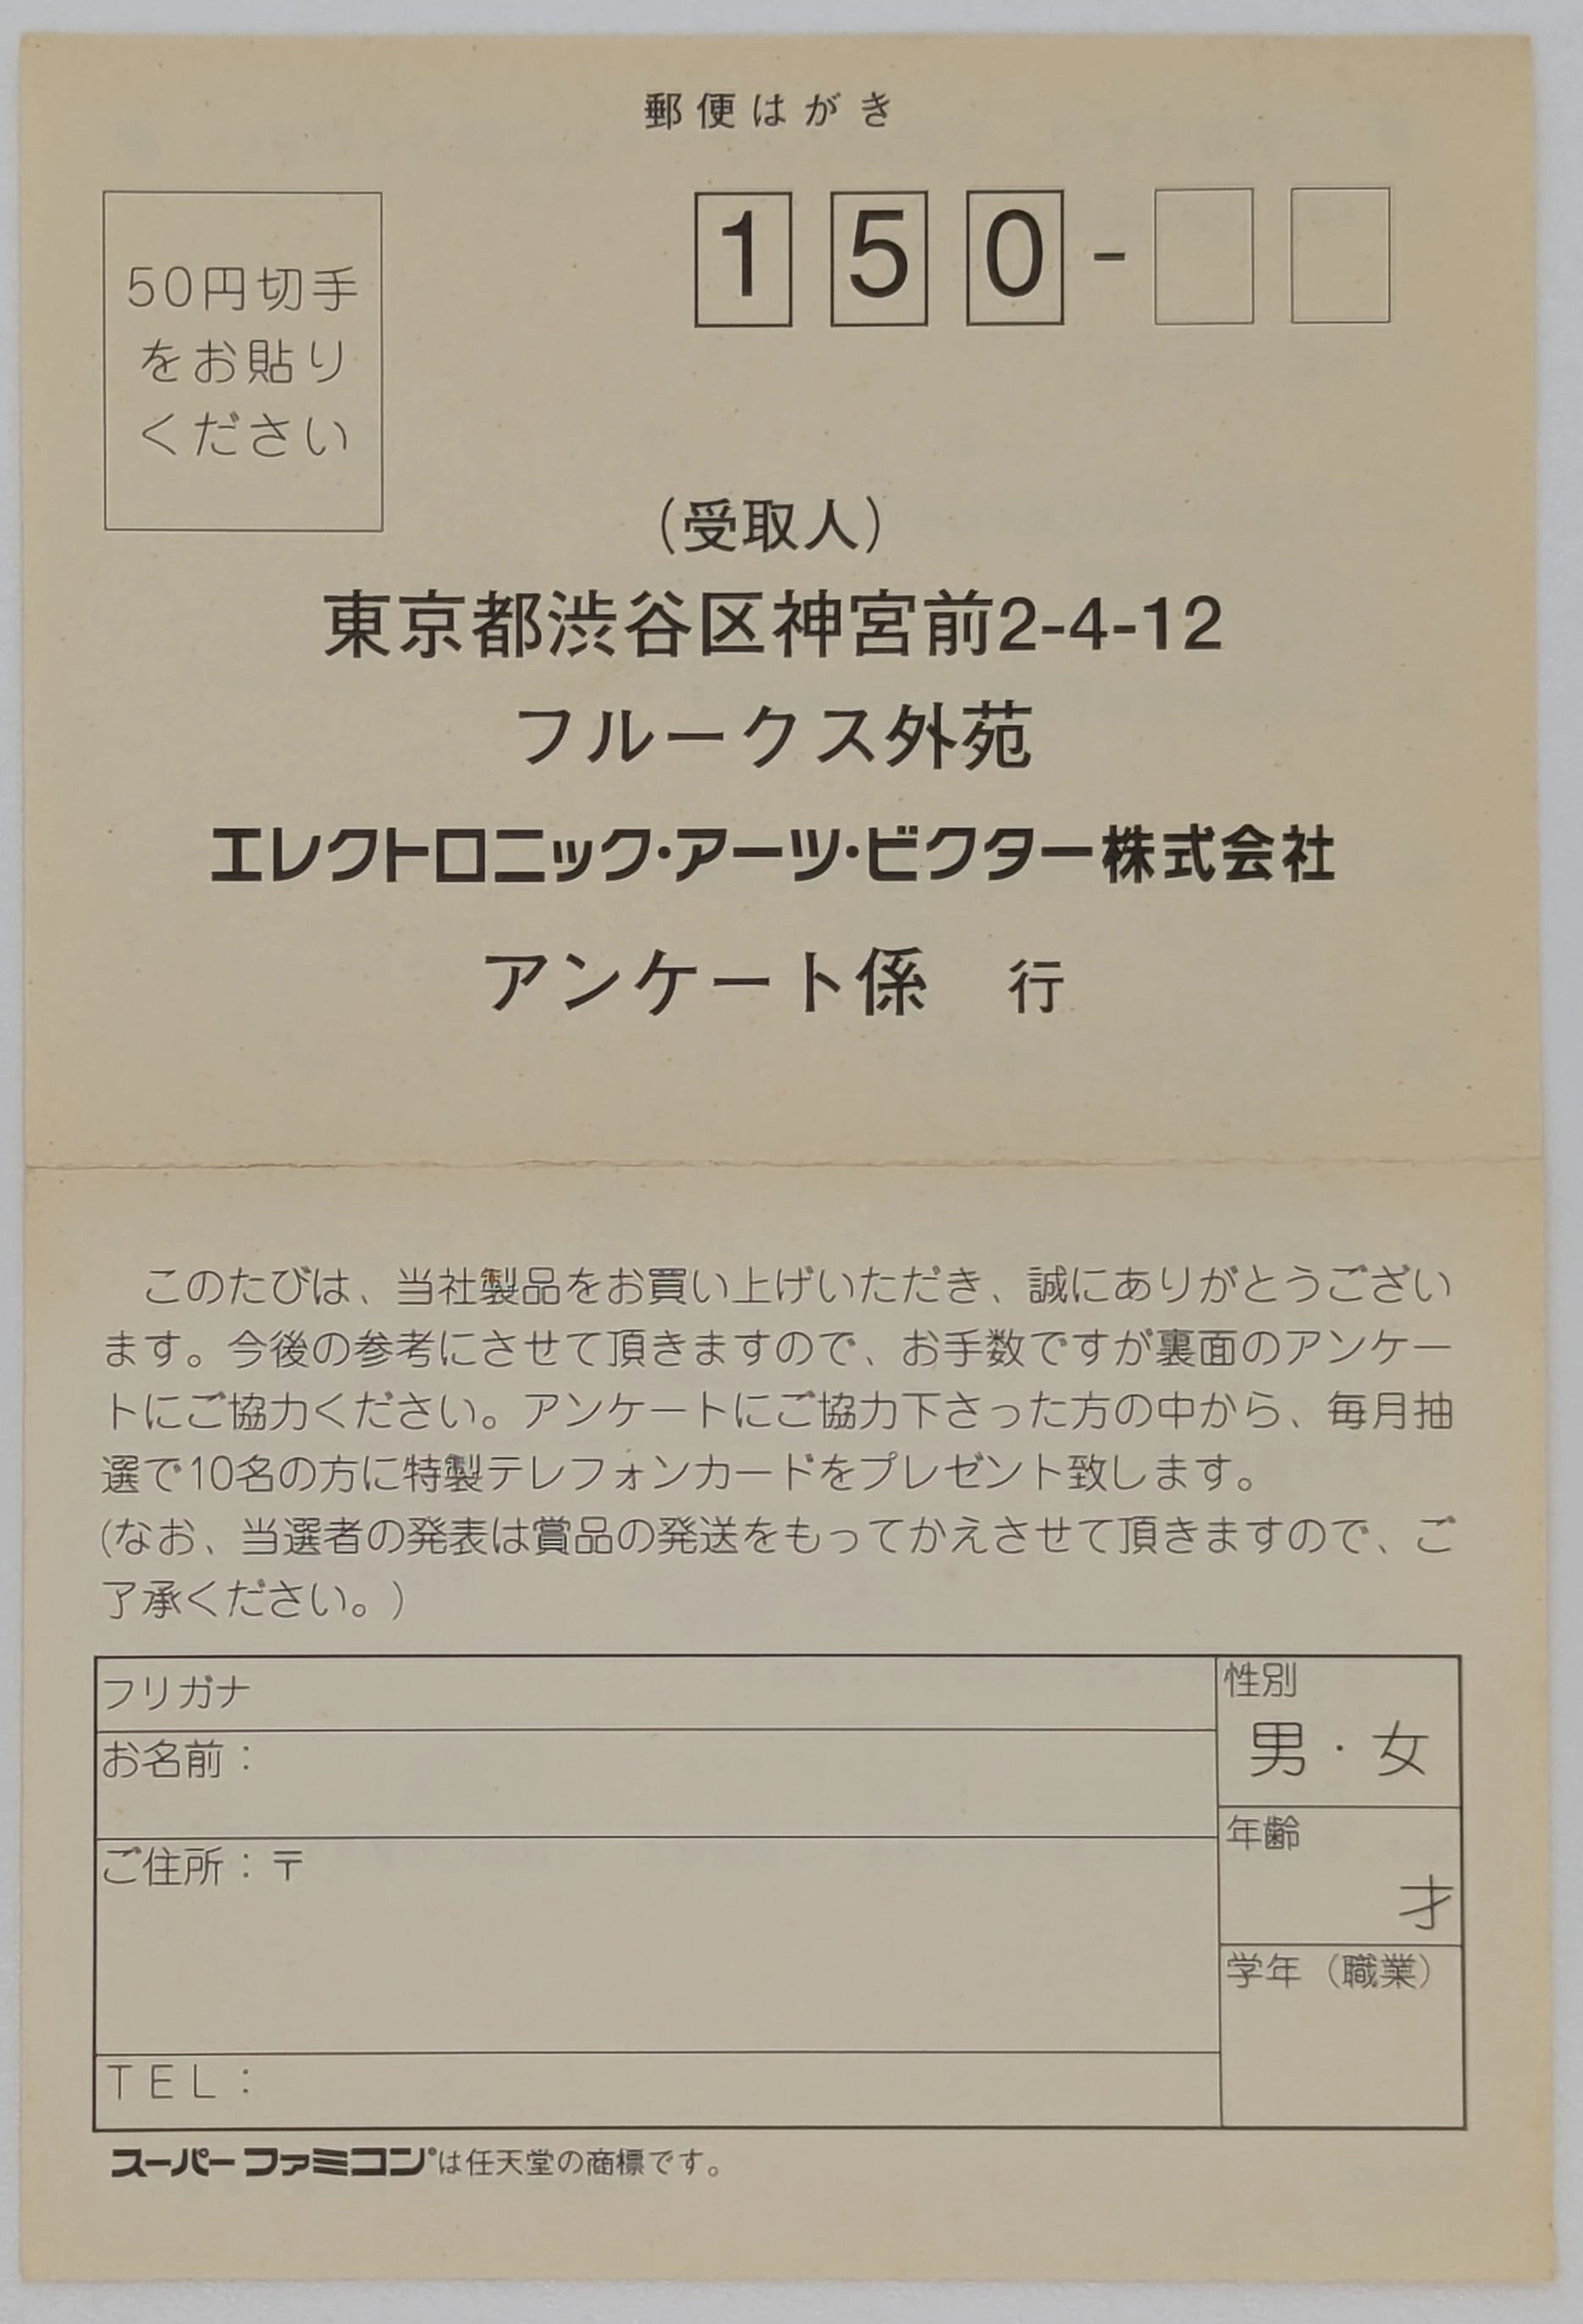 郵便はがき
50円切手
をお貼り
ください
150-
(受取人)
東京都渋谷区神宮前2-4-12
フルークス外苑
エレクトロニック・アーツ・ビクター株式会社
アンケート係　行
このたびは、当社製品をお買い上げいただき、誠にありがとうござい
ます。今後の参考にさせて頂きますので、お手数ですが裏面のアンケー
トにご協力ください。アンケートにご協力下さった方の中から、毎月抽
選で10名の方に特製テレフォンカードをプレゼント致します。
(なお、当選者の発表は賞品の発送をもってかえさせて頂きますので、ご
了承ください。)
フリガナ
お名前：
ご住所：〒
TEL：
性別
男・女
年齢
才
学年（職業）
スーパーファミコン®は任天堂の商標です。